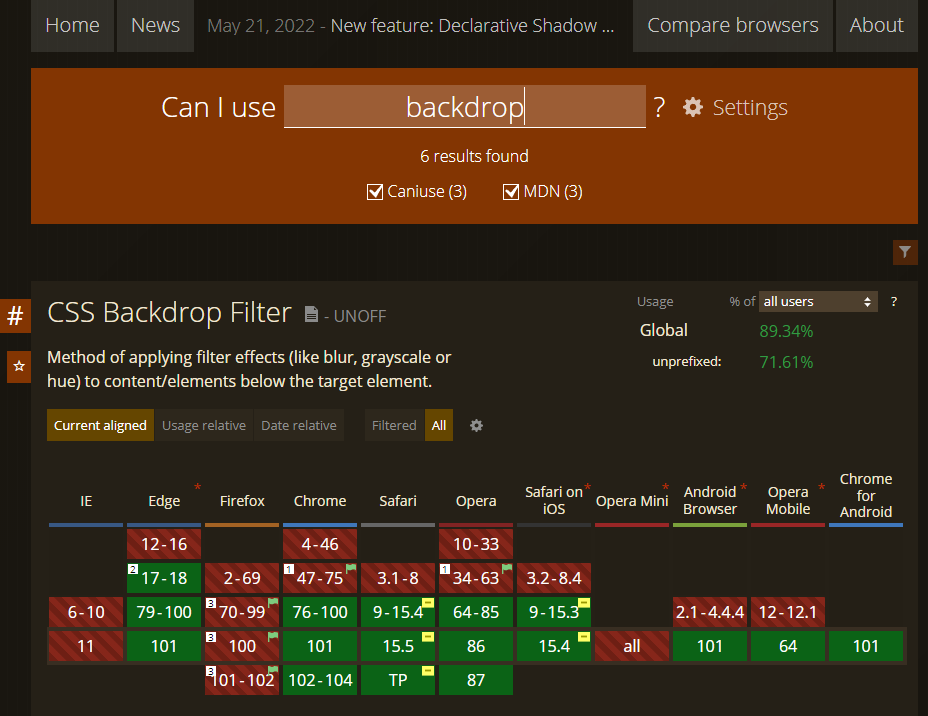 Home News May 21, 2022 - New feature: Declarative Shadow ... Compare browsers About
Can I use backdrop ? Settings
6 results found
Caniuse (3) MDN (3)
# CSS Backdrop Filter - UNOFF
Usage % of all users ?
Global 89.34%
unprefixed: 71.61%
Method of applying filter effects (like blur, grayscale or
hue) to content/elements below the target element.
Current aligned Usage relative Date relative Filtered All
IE Edge * Firefox Chrome Safari Opera Safari on iOS * Opera Mini * Android Browser * Opera Mobile * Chrome for Android
12-16 4-46 10-33
2 17-18 2-69 1 47-75 3.1-8 1 34-63 3.2-8.4
6-10 79-100 3 70-99 76-100 9-15.4 64-85 9-15.3 2.1-4.4.4 12-12.1
11 101 3 100 101 15.5 86 15.4 all 101 64 101
3 101-102 102-104 TP 87